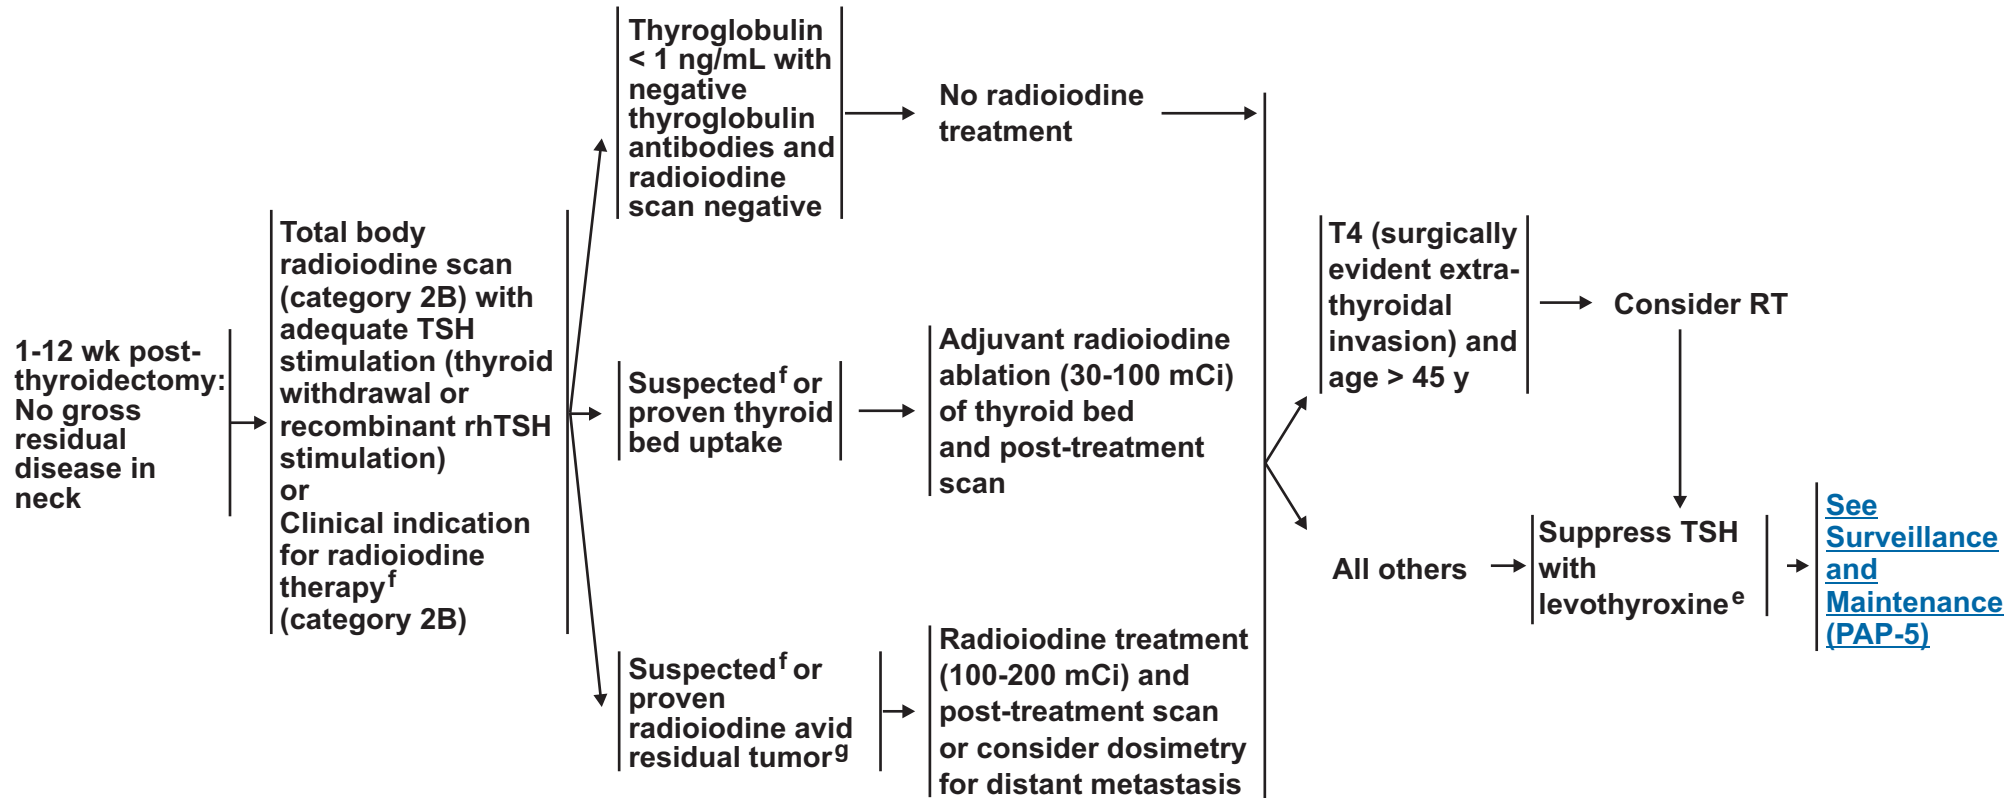 1-12 wk post-
thyroidectomy:
No gross
residual
disease in
neck
Total body
radioiodine scan
(category 2B) with
adequate TSH
stimulation (thyroid
withdrawal or
recombinant rhTSH
stimulation)
or
Clinical indication
for radioiodine
therapyf
(category 2B)
Thyroglobulin
< 1 ng/mL with
negative
thyroglobulin
antibodies and
radioiodine
scan negative
No radioiodine
treatment
Suspectedf or
proven thyroid
bed uptake
Adjuvant radioiodine
ablation (30-100 mCi)
of thyroid bed
and post-treatment
scan
Suspectedf or
proven
radioiodine avid
residual tumorg
Radioiodine treatment
(100-200 mCi) and
post-treatment scan
or consider dosimetry
for distant metastasis
T4 (surgically
evident extra-
thyroidal
invasion) and
age > 45 y
Consider RT
All others
Suppress TSH
with
levothyroxinee
See
Surveillance
and
Maintenance
(PAP-5)